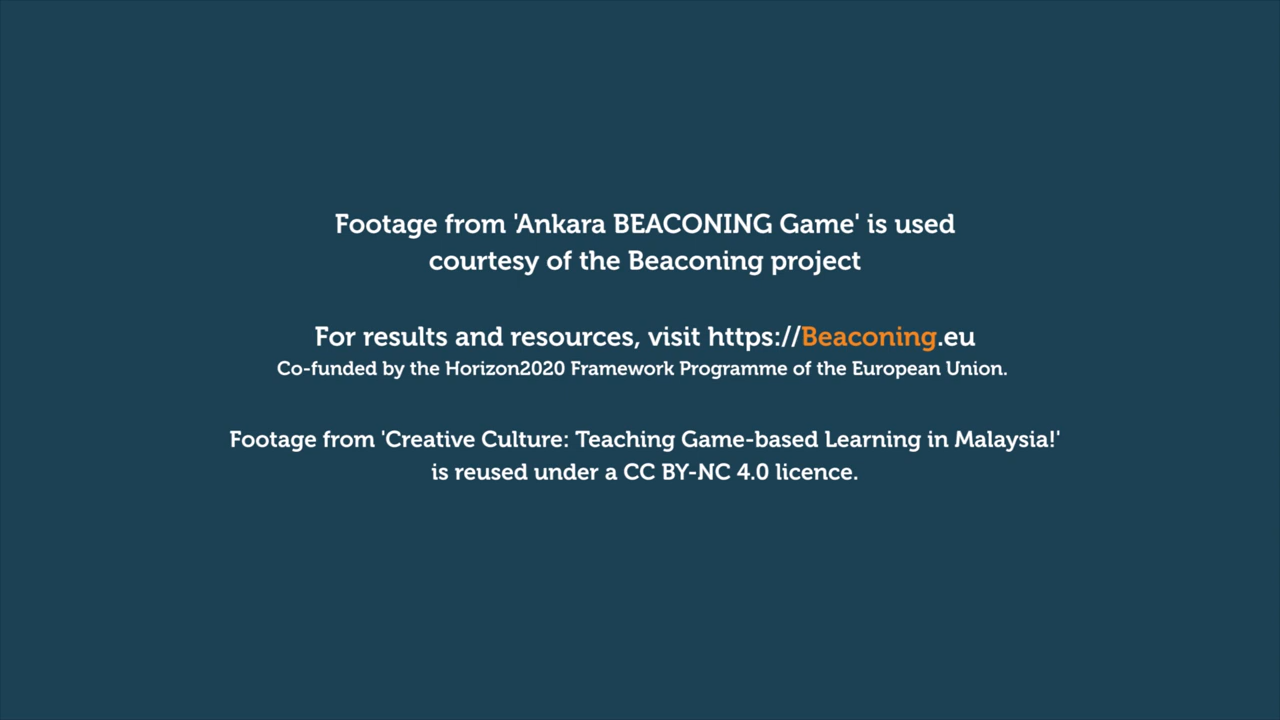 Footage from 'Ankara BEACONING Game' is used
courtesy of the Beaconing project
For results and resources, visit https://Beaconing.eu
Co-funded by the Horizon2020 Framework Programme of the European Union.
Footage from 'Creative Culture: Teaching Game-based Learning in Malaysia!'
is reused under a CC BY-NC 4.0 licence.